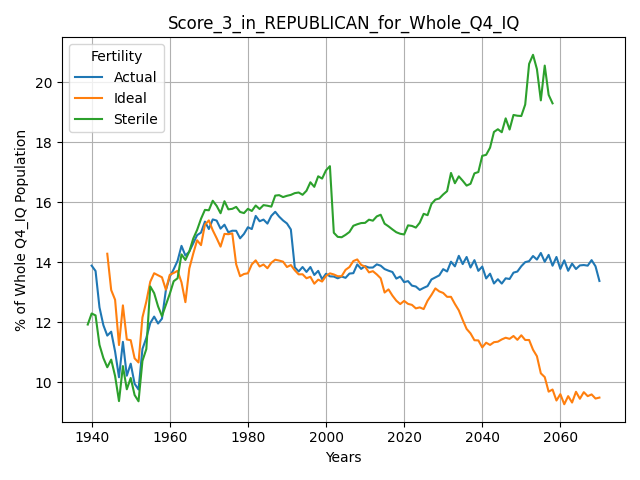 Score_3_in_REPUBLICAN_for_Whole_Q4_IQ
Fertility
Actual
Ideal
Sterile
% of Whole Q4_IQ Population
20
18
16
14
12
10
1940 1960 1980 2000 2020 2040 2060
Years